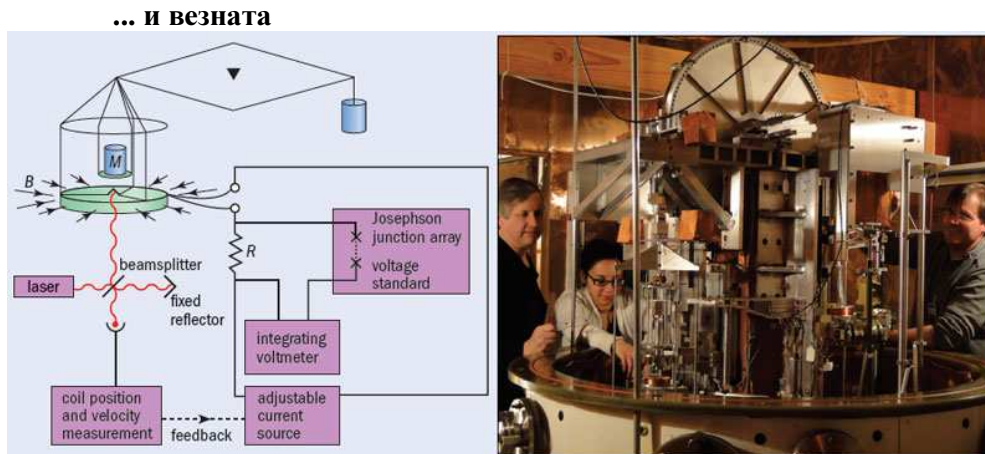 ... и везната
M
B
R
Josephson
junction array
voltage
standard
beamsplitter
laser
fixed
reflector
integrating
voltmeter
coil position
and velocity
measurement
feedback
adjustable
current
source